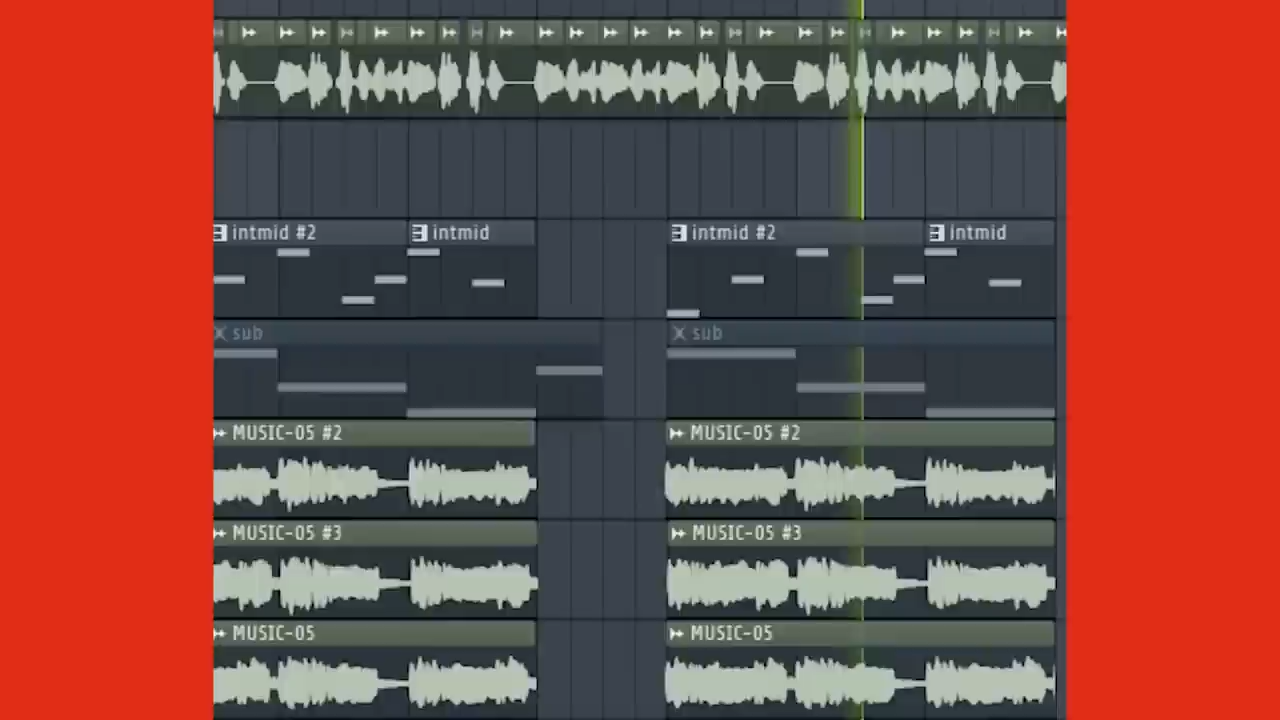 intmid #2 intmid intmid #2 intmid
sub sub
MUSIC-05 #2 MUSIC-05 #2
MUSIC-05 #3 MUSIC-05 #3
MUSIC-05 MUSIC-05